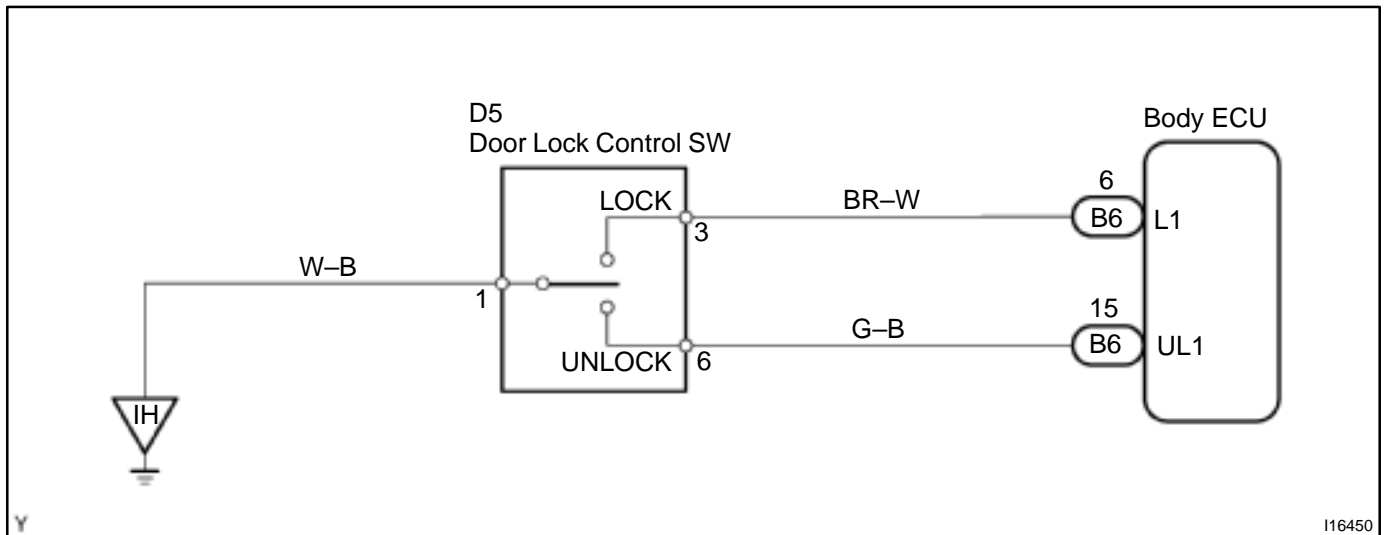 D5
Door Lock Control SW
Body ECU
LOCK
BR–W
6
B6
L1
3
W–B
1
15
G–B
B6
UL1
UNLOCK
6
IH
Y
I16450